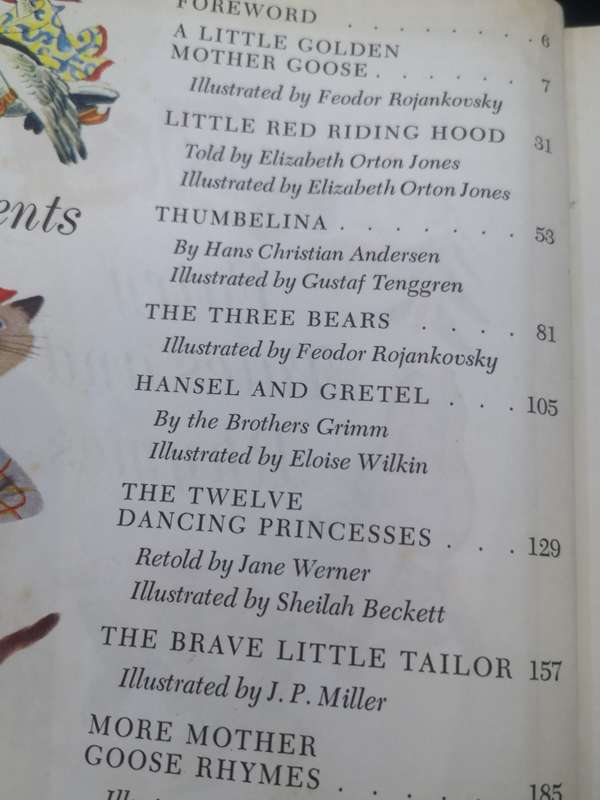 FOREWORD . . . . . . . 6
A LITTLE GOLDEN
MOTHER GOOSE . . . . . . 7
Illustrated by Feodor Rojankovsky
LITTLE RED RIDING HOOD 31
Told by Elizabeth Orton Jones
Illustrated by Elizabeth Orton Jones
ents
THUMBELINA . . . . . . . 53
By Hans Christian Andersen
Illustrated by Gustaf Tenggren
THE THREE BEARS . . . . 81
Illustrated by Feodor Rojankovsky
HANSEL AND GRETEL . . . 105
By the Brothers Grimm
Illustrated by Eloise Wilkin
THE TWELVE
DANCING PRINCESSES . . . 129
Retold by Jane Werner
Illustrated by Sheilah Beckett
THE BRAVE LITTLE TAILOR 157
Illustrated by J. P. Miller
MORE MOTHER
GOOSE RHYMES . . . . . 185